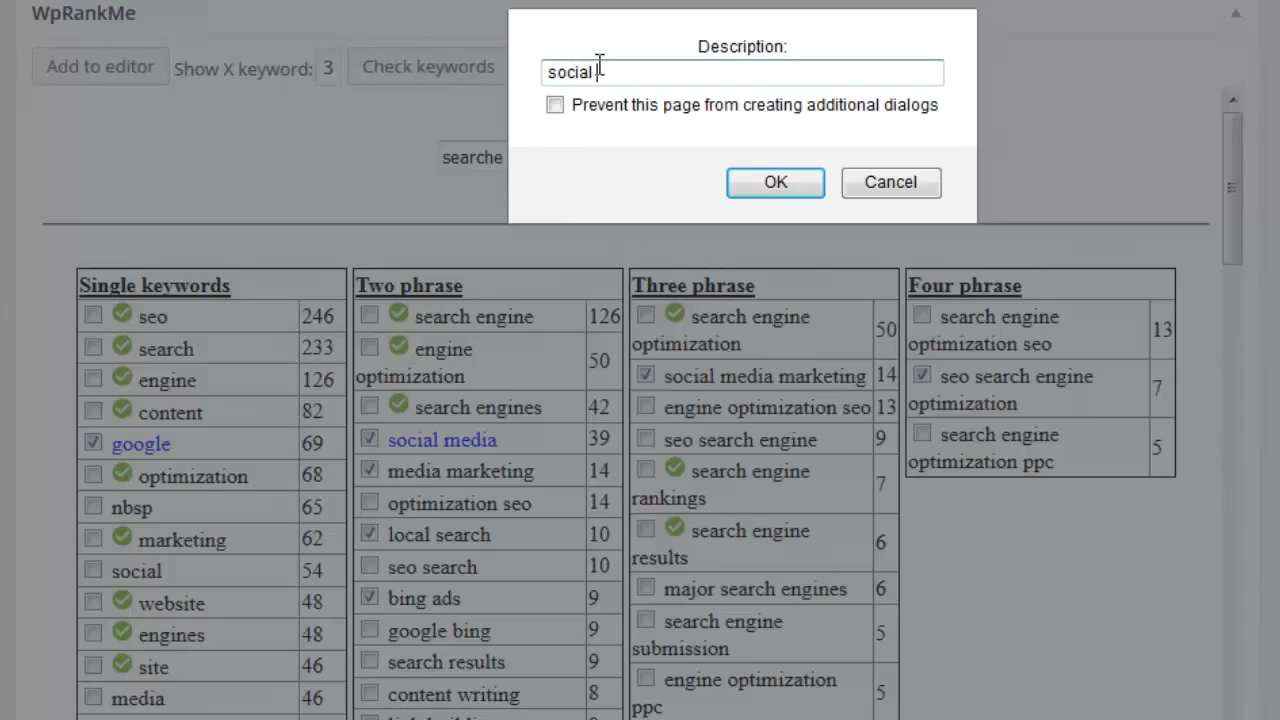 WpRankMe
Add to editor Show X keyword: 3 Check keywords
searche
Description:
social
Prevent this page from creating additional dialogs
OK Cancel
Single keywords
seo 246
search 233
engine 126
content 82
google 69
optimization 68
nbsp 65
marketing 62
social 54
website 48
engines 48
site 46
media 46
Two phrase
search engine 126
engine
optimization 50
search engines 42
social media 39
media marketing 14
optimization seo 14
local search 10
seo search 10
bing ads 9
google bing 9
search results 9
content writing 8
Three phrase
search engine
optimization 50
social media marketing 14
engine optimization seo 13
seo search engine 9
search engine
rankings 7
search engine
results 6
major search engines 6
search engine
submission 5
engine optimization
ppc 5
Four phrase
search engine
optimization seo 13
seo search engine
optimization 7
search engine
optimization ppc 5